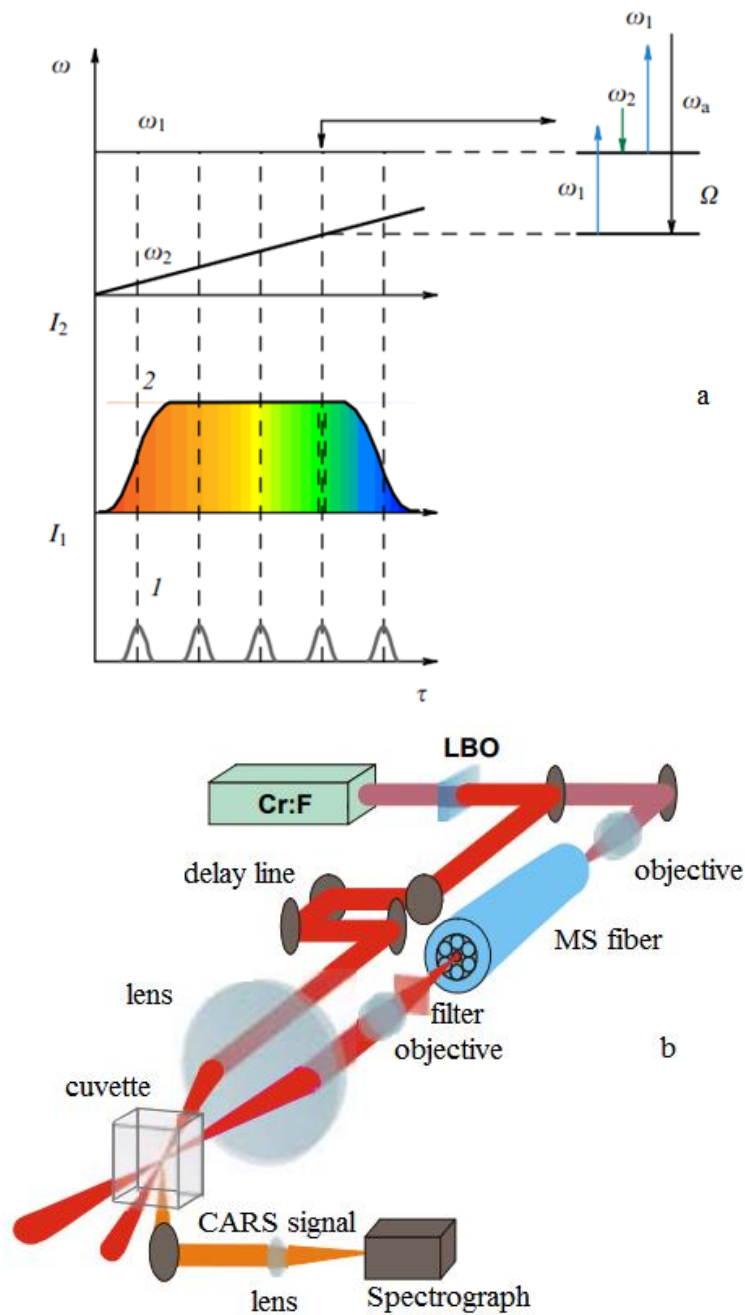 ω
ω₁
ω₁
ω₂
ωₐ
ω₁
Ω
ω₂
I₂
2
a
I₁
1
τ
LBO
Cr:F
objective
delay line
MS fiber
lens
filter
objective
b
cuvette
CARS signal
lens
Spectrograph